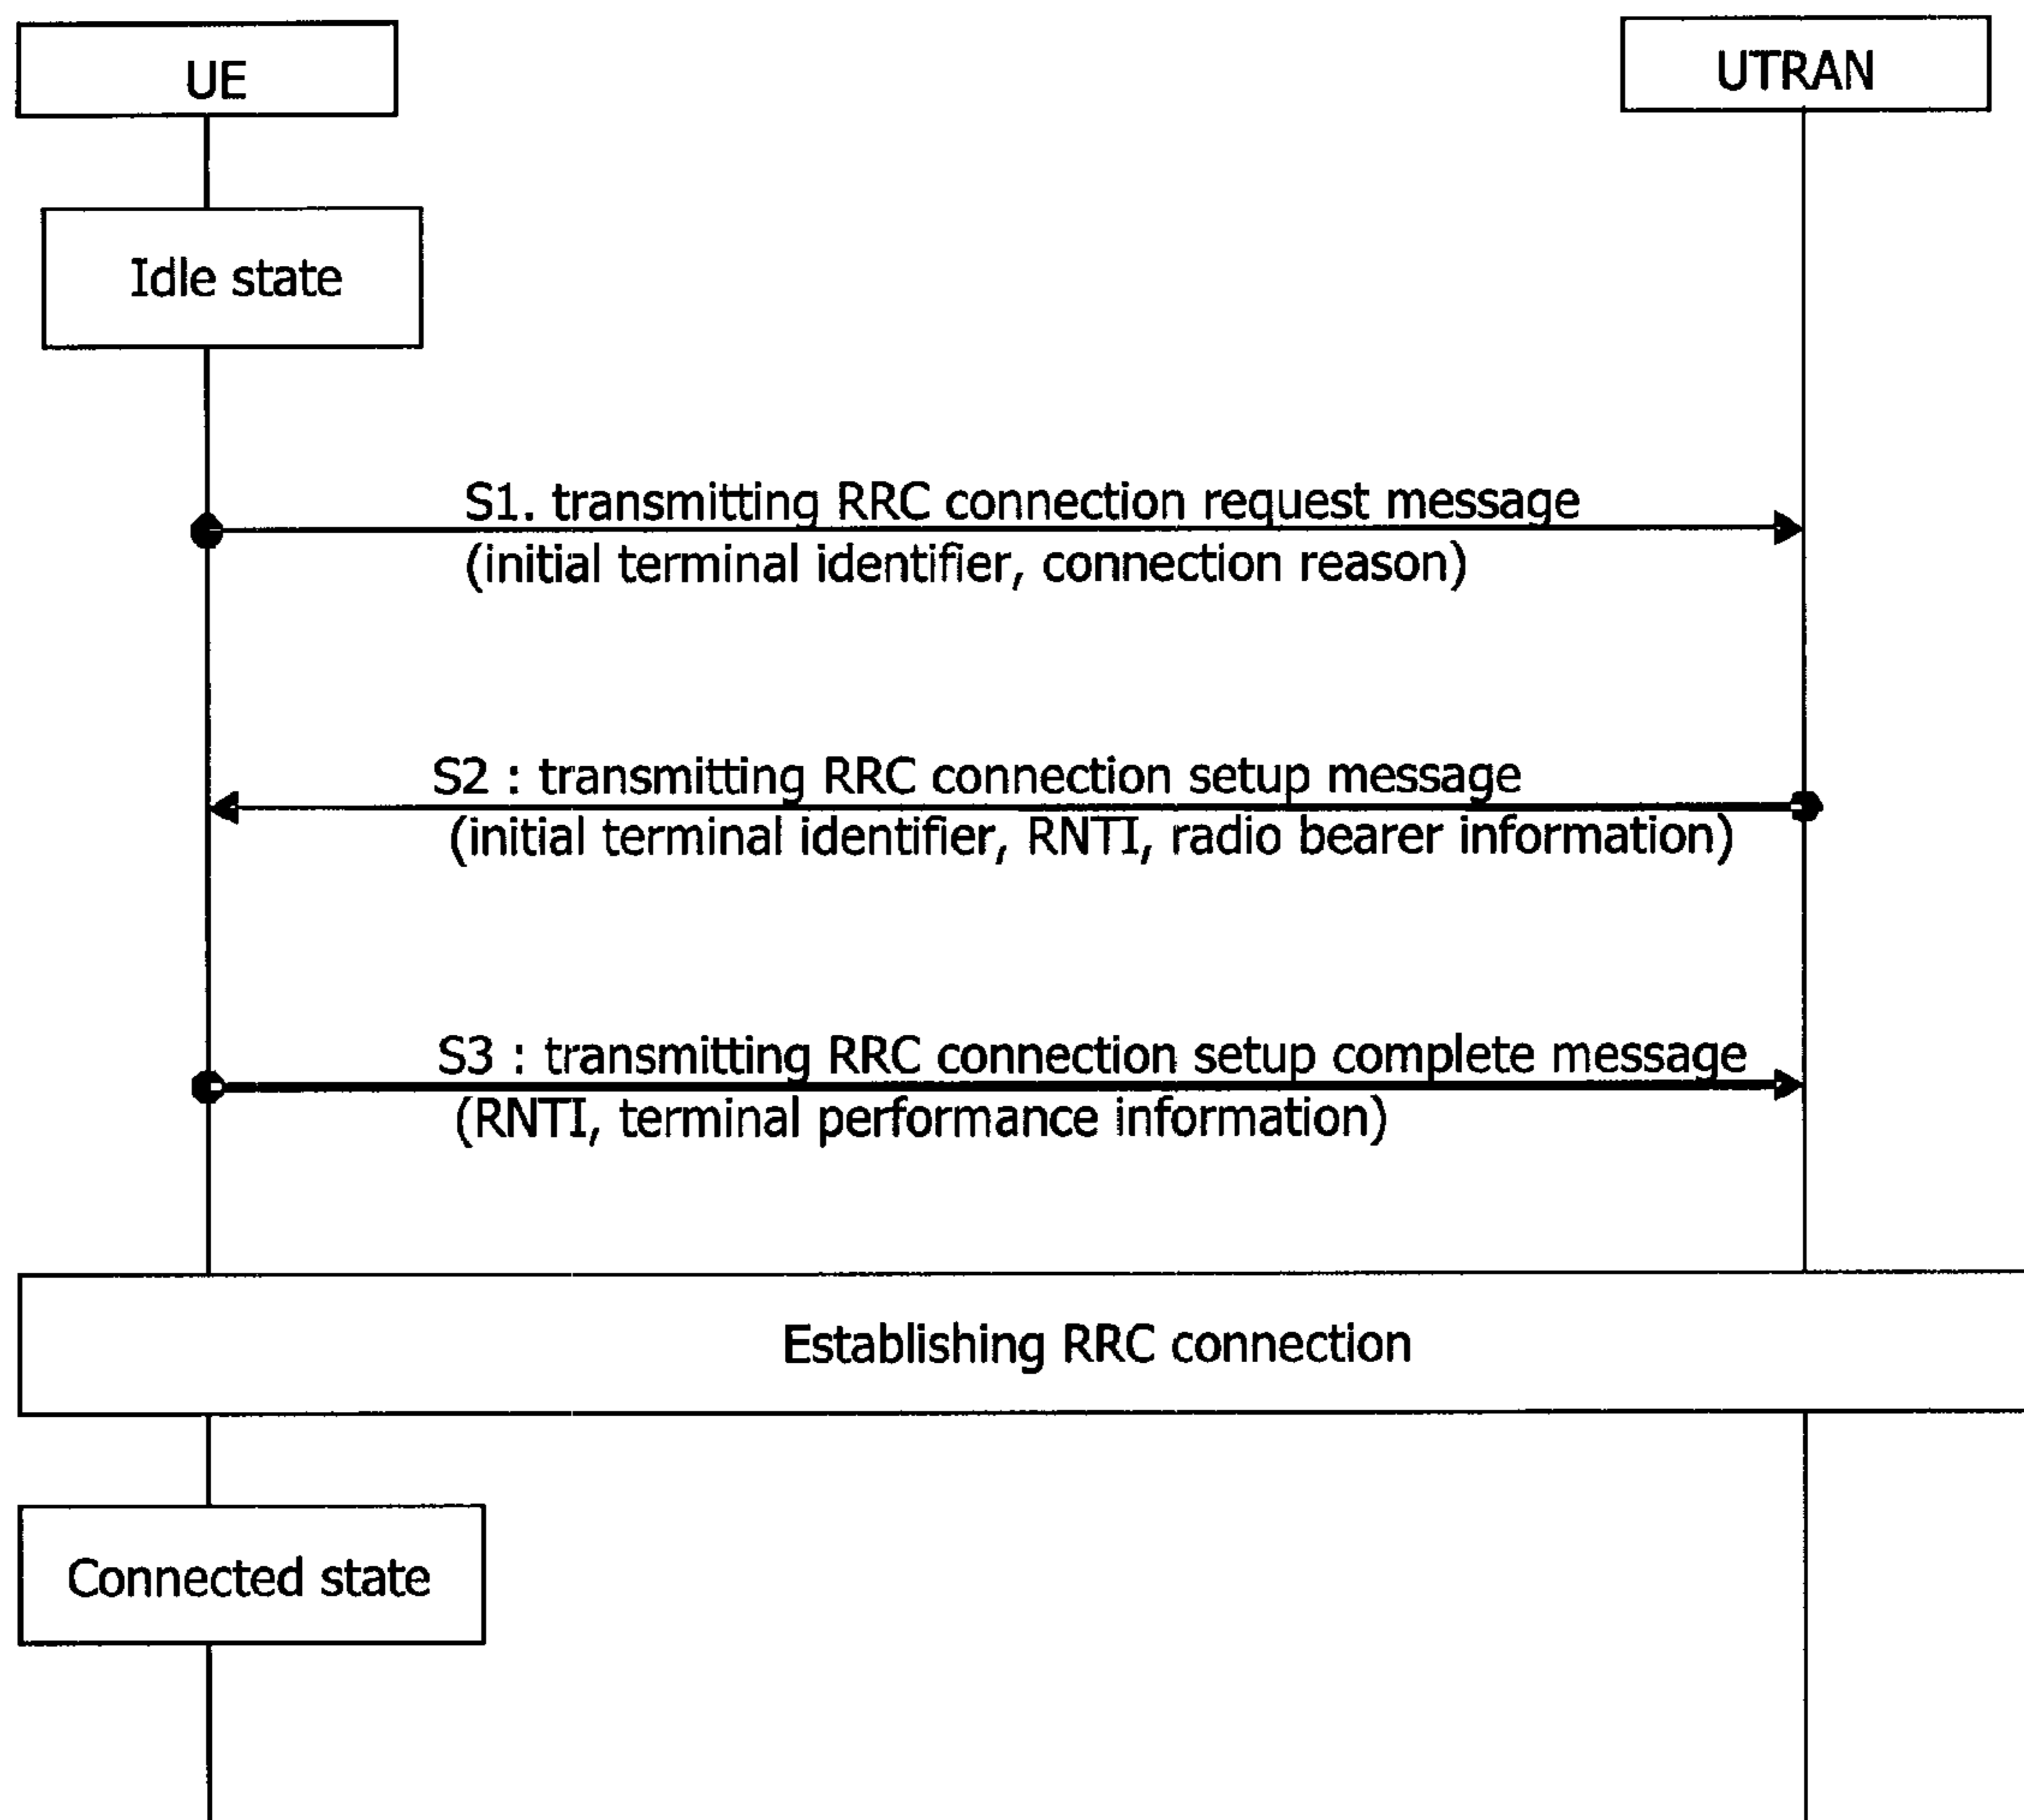 UE
UTRAN
Idle state
S1. transmitting RRC connection request message
(initial terminal identifier, connection reason)
S2 : transmitting RRC connection setup message
(initial terminal identifier, RNTI, radio bearer information)
S3 : transmitting RRC connection setup complete message
(RNTI, terminal performance information)
Establishing RRC connection
Connected state